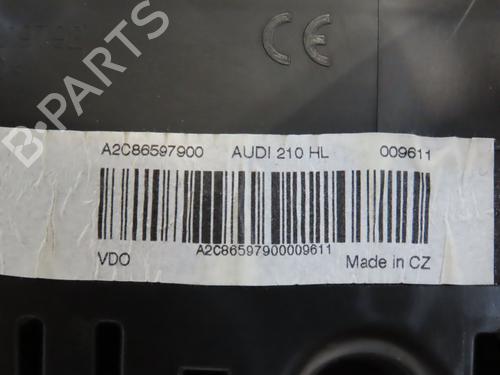 CE
A2C86597900 AUDI 210 HL 009611
A2C86597900009611
VDO Made in CZ
B-PARTS